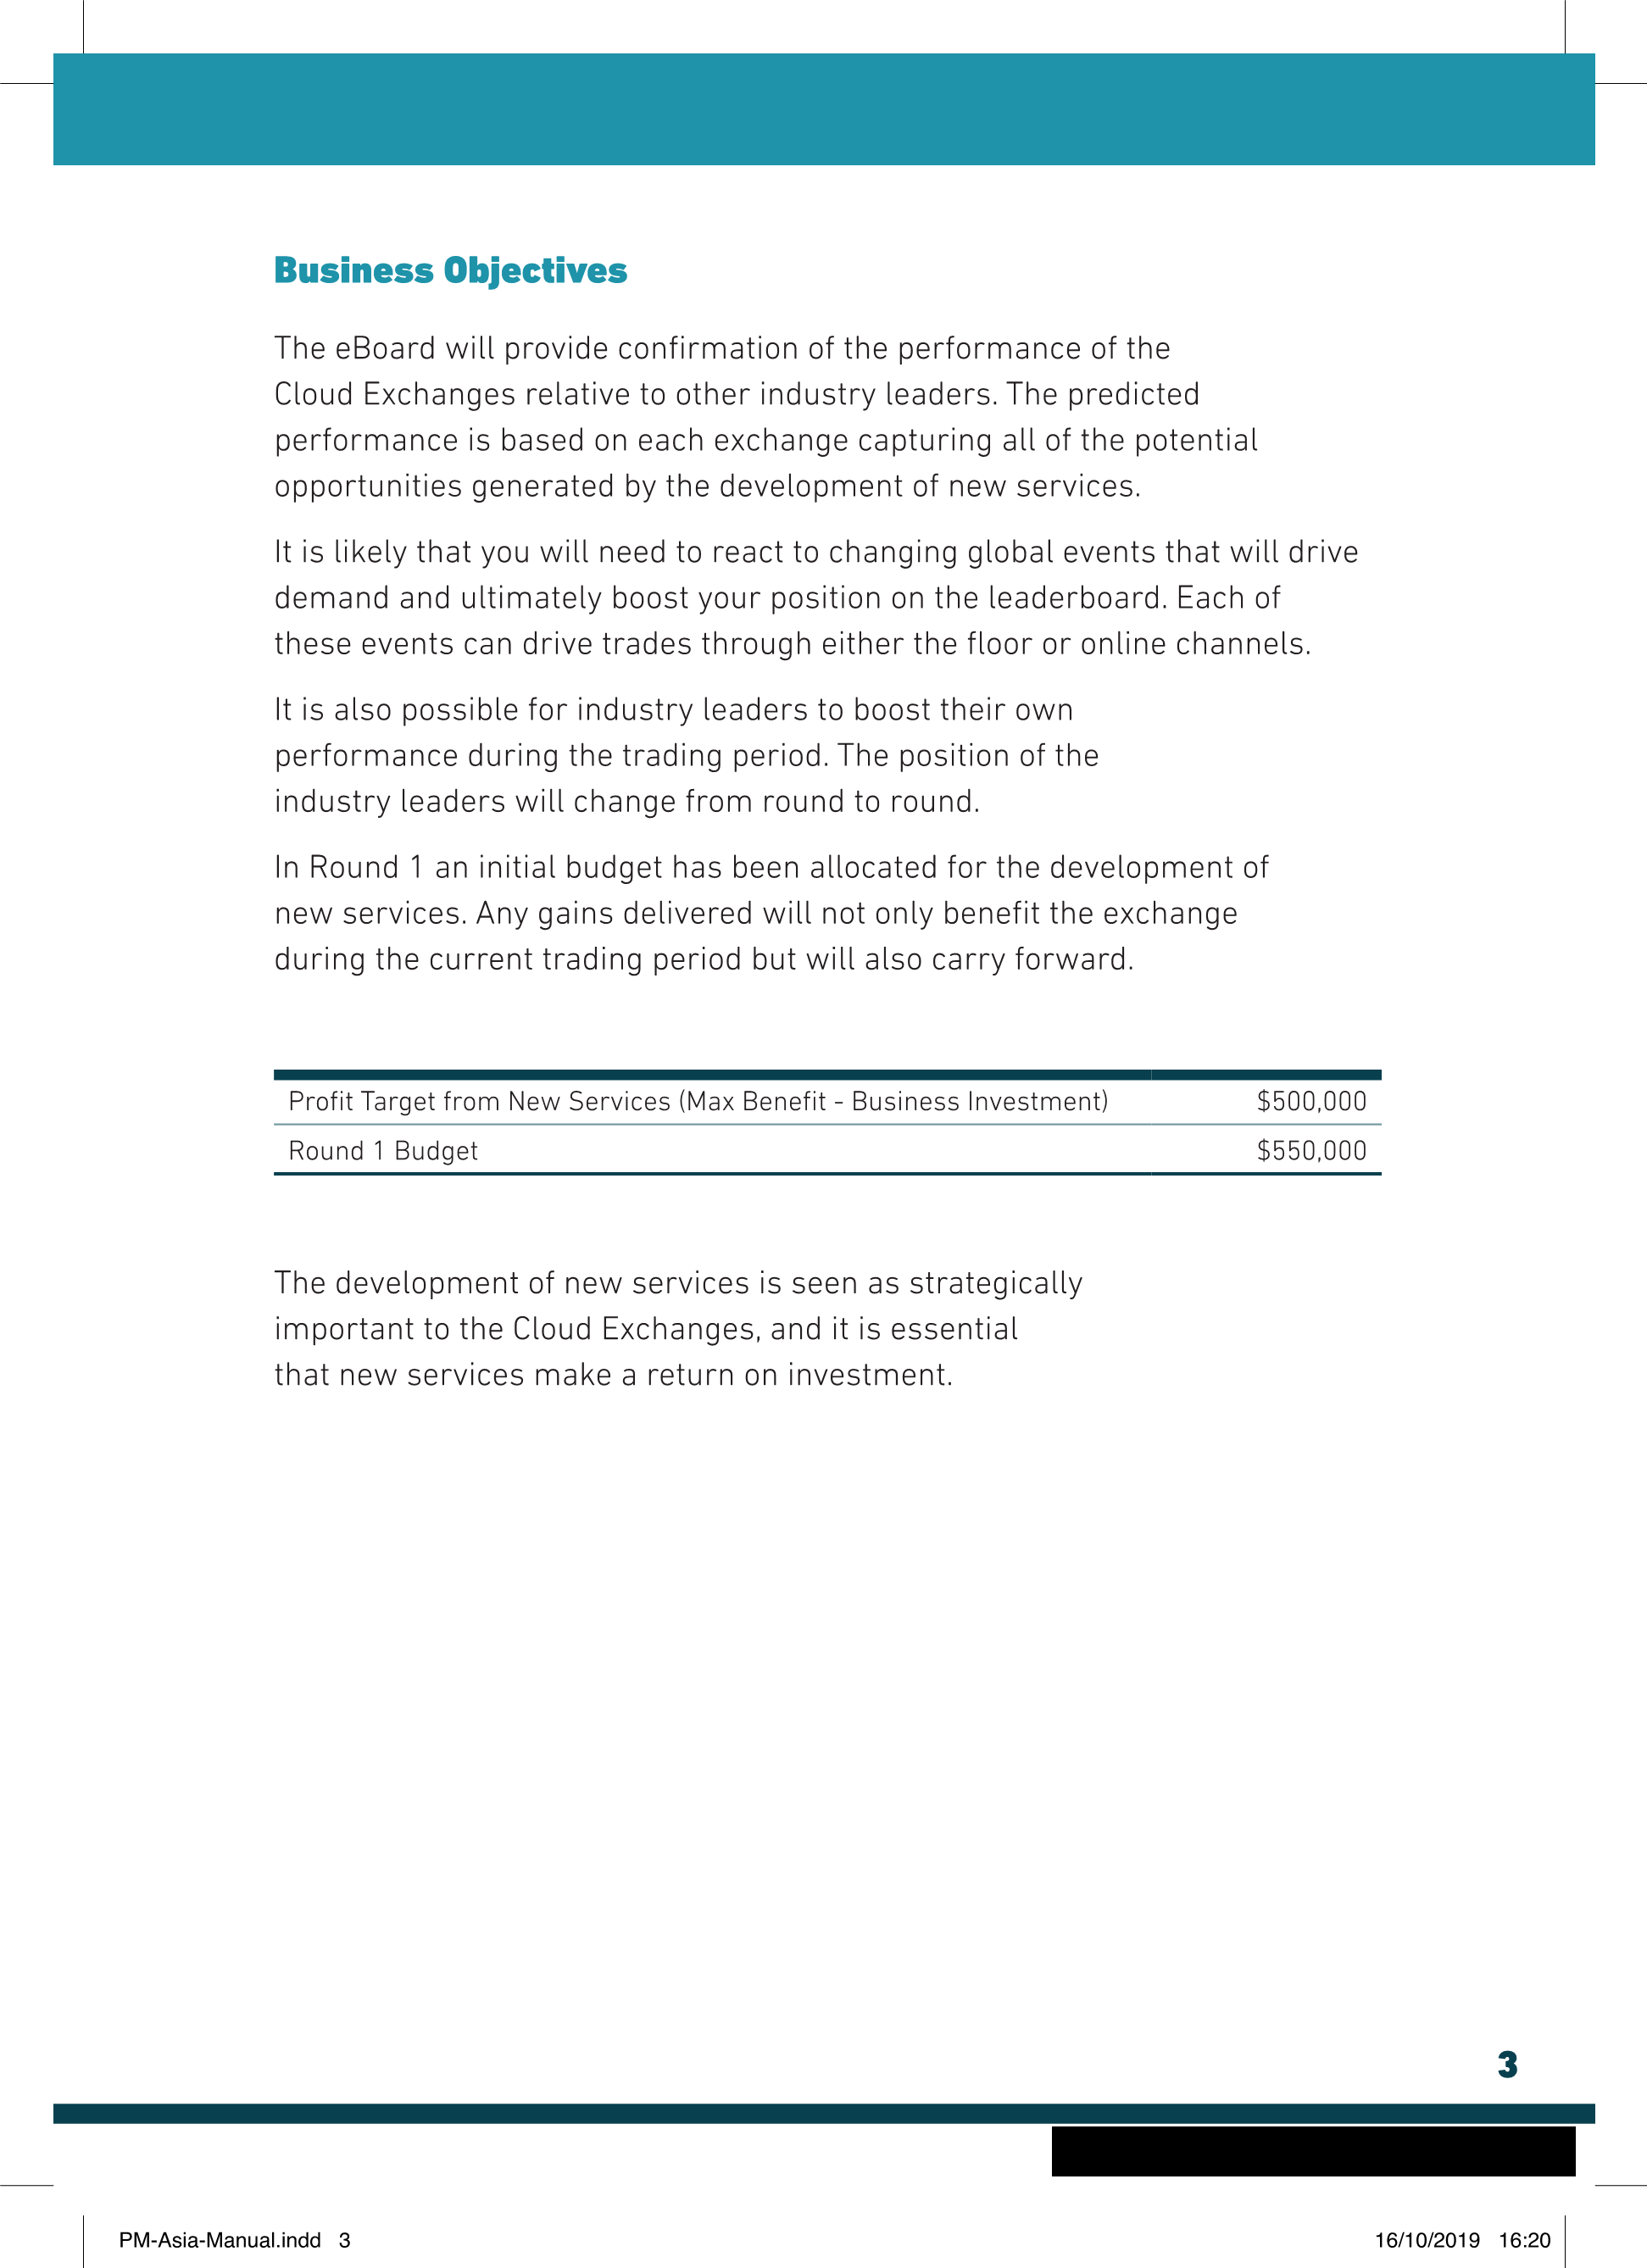 Business Objectives
The eBoard will provide confirmation of the performance of the
Cloud Exchanges relative to other industry leaders. The predicted
performance is based on each exchange capturing all of the potential
opportunities generated by the development of new services.
It is likely that you will need to react to changing global events that will drive
demand and ultimately boost your position on the leaderboard. Each of
these events can drive trades through either the floor or online channels.
It is also possible for industry leaders to boost their own
performance during the trading period. The position of the
industry leaders will change from round to round.
In Round 1 an initial budget has been allocated for the development of
new services. Any gains delivered will not only benefit the exchange
during the current trading period but will also carry forward.
Profit Target from New Services (Max Benefit - Business Investment) $500,000
Round 1 Budget $550,000
The development of new services is seen as strategically
important to the Cloud Exchanges, and it is essential
that new services make a return on investment.
3
PM-Asia-Manual.indd 3 16/10/2019 16:20